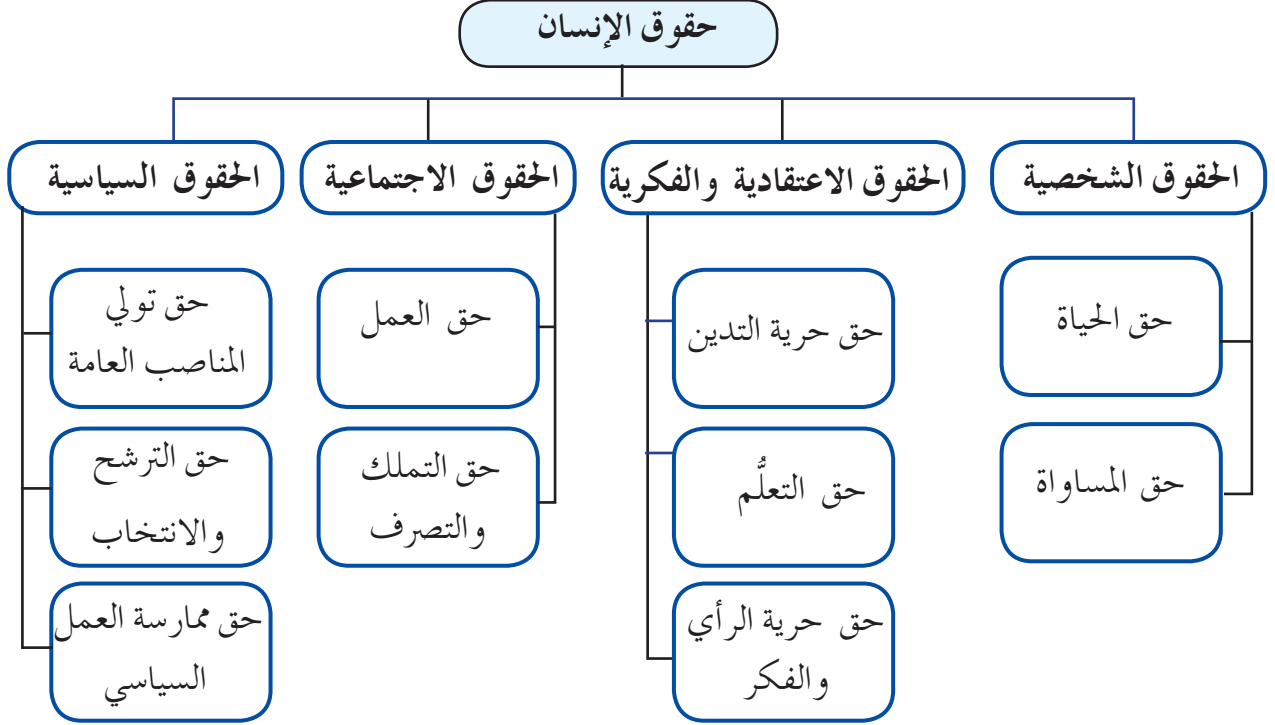 حقوق الإنسان
الحقوق الشخصية
حق الحياة
حق المساواة
الحقوق الاعتقادية والفكرية
حق حرية التدين
حق التعلُّم
حق حرية الرأي
والفكر
الحقوق الاجتماعية
حق العمل
حق التملك
والتصرف
الحقوق السياسية
حق تولي
المناصب العامة
حق الترشح
والانتخاب
حق ممارسة العمل
السياسي